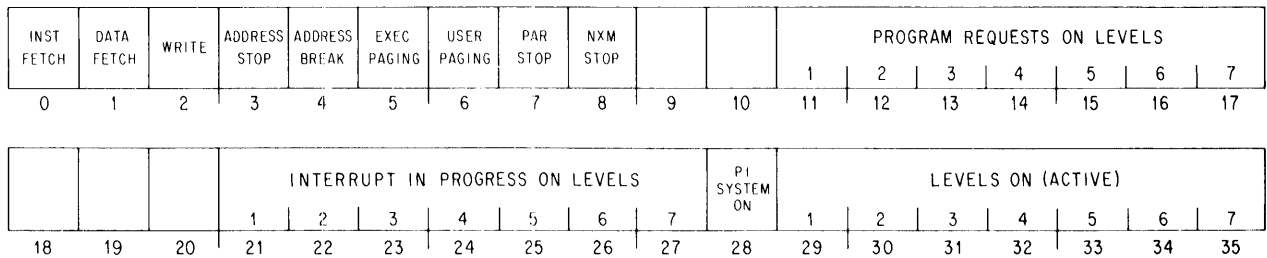 INST FETCH DATA FETCH WRITE ADDRESS STOP ADDRESS BREAK EXEC PAGING USER PAGING PAR STOP NXM STOP PROGRAM REQUESTS ON LEVELS
1 2 3 4 5 6 7
0 1 2 3 4 5 6 7 8 9 10 11 12 13 14 15 16 17
INTERRUPT IN PROGRESS ON LEVELS PI SYSTEM ON LEVELS ON (ACTIVE)
1 2 3 4 5 6 7 1 2 3 4 5 6 7
18 19 20 21 22 23 24 25 26 27 28 29 30 31 32 33 34 35